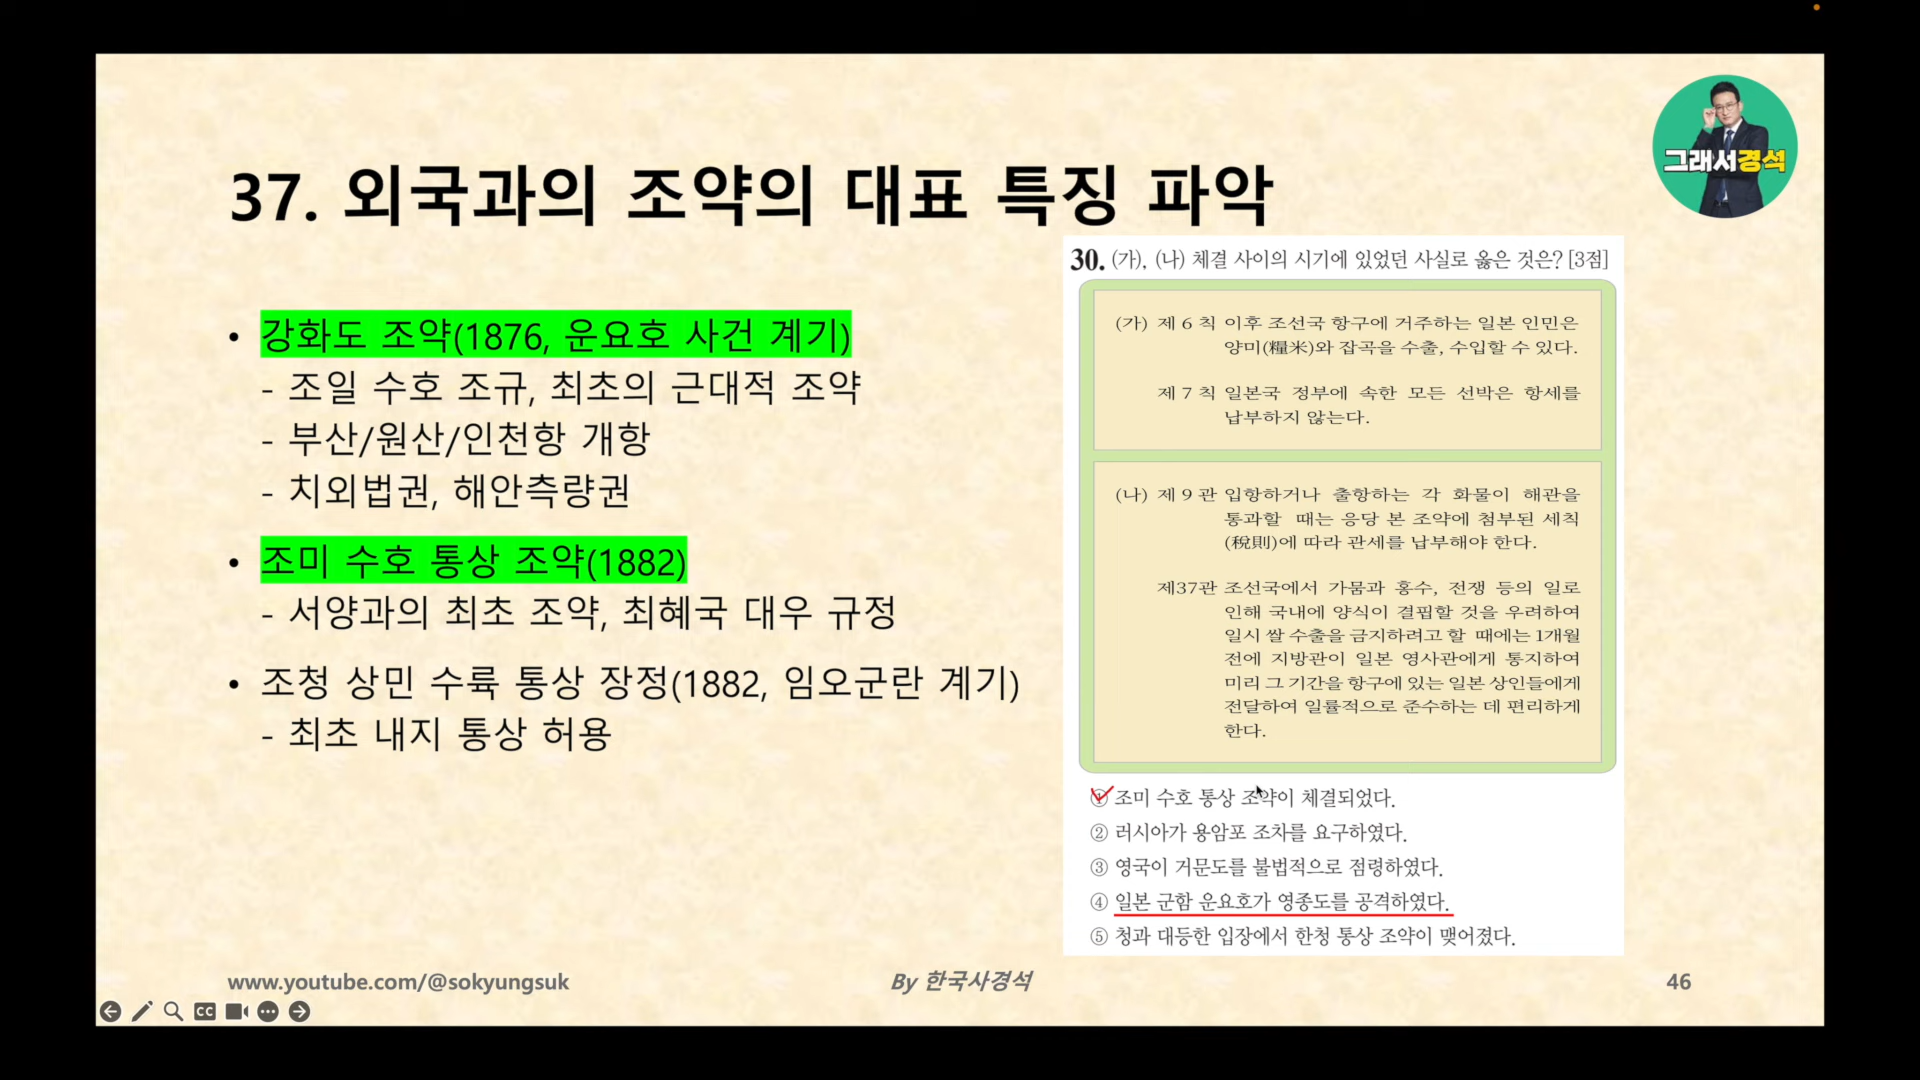 그래서경석
37. 외국과의 조약의 대표 특징 파악
• 강화도 조약(1876, 운요호 사건 계기)
- 조일 수호 조규, 최초의 근대적 조약
- 부산/원산/인천항 개항
- 치외법권, 해안측량권
• 조미 수호 통상 조약(1882)
- 서양과의 최초 조약, 최혜국 대우 규정
• 조청 상민 수륙 통상 장정(1882, 임오군란 계기)
- 최초 내지 통상 허용
30. (가), (나) 체결 사이의 시기에 있었던 사실로 옳은 것은? [3점]
(가) 제 6 칙 이후 조선국 항구에 거주하는 일본 인민은
양미(糧米)와 잡곡을 수출, 수입할 수 있다.
제 7 칙 일본국 정부에 속한 모든 선박은 항세를
납부하지 않는다.
(나) 제 9 관 입항하거나 출항하는 각 화물이 해관을
통과할 때는 응당 본 조약에 첨부된 세칙
(稅則)에 따라 관세를 납부해야 한다.
제37관 조선국에서 가뭄과 홍수, 전쟁 등의 일로
인해 국내에 양식이 결핍할 것을 우려하여
일시 쌀 수출을 금지하려고 할 때에는 1개월
전에 지방관이 일본 영사관에게 통지하여
미리 그 기간을 항구에 있는 일본 상인들에게
전달하여 일률적으로 준수하는 데 편리하게
한다.
① 조미 수호 통상 조약이 체결되었다.
② 러시아가 용암포 조차를 요구하였다.
③ 영국이 거문도를 불법적으로 점령하였다.
④ 일본 군함 운요호가 영종도를 공격하였다.
⑤ 청과 대등한 입장에서 한청 통상 조약이 맺어졌다.
www.youtube.com/@sokyungsuk
By 한국사경석
46
CC